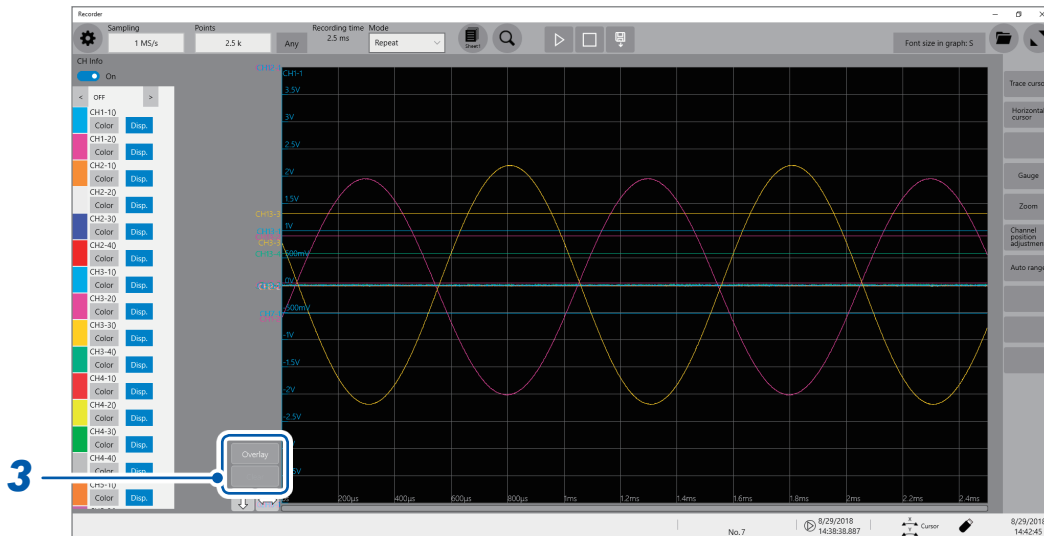 Recorder
Sampling
Points
Recording time
Mode
1 MS/s
2.5 k
Any
2.5 ms
Repeat
Sheet1
Font size in graph: S
CH Info
On
< OFF >
CH1-1()
Color Disp.
CH1-2()
Color Disp.
CH2-1()
Color Disp.
CH2-2()
Color Disp.
CH2-3()
Color Disp.
CH2-4()
Color Disp.
CH3-1()
Color Disp.
CH3-2()
Color Disp.
CH3-3()
Color Disp.
CH3-4()
Color Disp.
CH4-1()
Color Disp.
CH4-2()
Color Disp.
CH4-3()
Color Disp.
CH4-4()
Color Disp.
CH5-1()
Color Disp.
CH1-1
3.5V
3V
2.5V
2V
1.5V
CH13-3
1V
CH3-3
500mV
0V
-500mV
-1V
-1.5V
-2V
-2.5V
Overlay
3
200µs 400µs 600µs 800µs 1ms 1.2ms 1.4ms 1.6ms 1.8ms 2ms 2.2ms 2.4ms
Trace curso
Horizontal
cursor
Gauge
Zoom
Channel
position
adjustmen
Auto range
No. 7
8/29/2018
14:38:38.887
X
Y
Cursor
8/29/2018
14:42:45